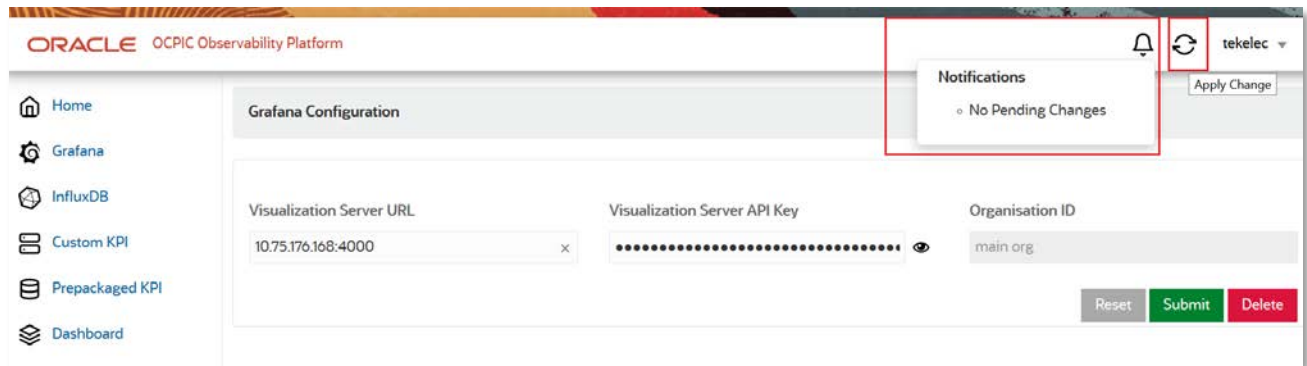 ORACLE OCPIC Observability Platform
tekelec
Notifications
No Pending Changes
Apply Change
Home
Grafana
InfluxDB
Custom KPI
Prepackaged KPI
Dashboard
Grafana Configuration
Visualization Server URL
Visualization Server API Key
Organisation ID
10.75.176.168:4000
main org
Reset
Submit
Delete